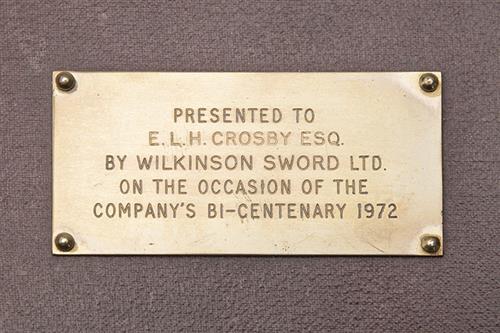 PRESENTED TO
E.L.H. CROSBY ESQ.
BY WILKINSON SWORD LTD.
ON THE OCCASION OF THE
COMPANY'S BI-CENTENARY 1972